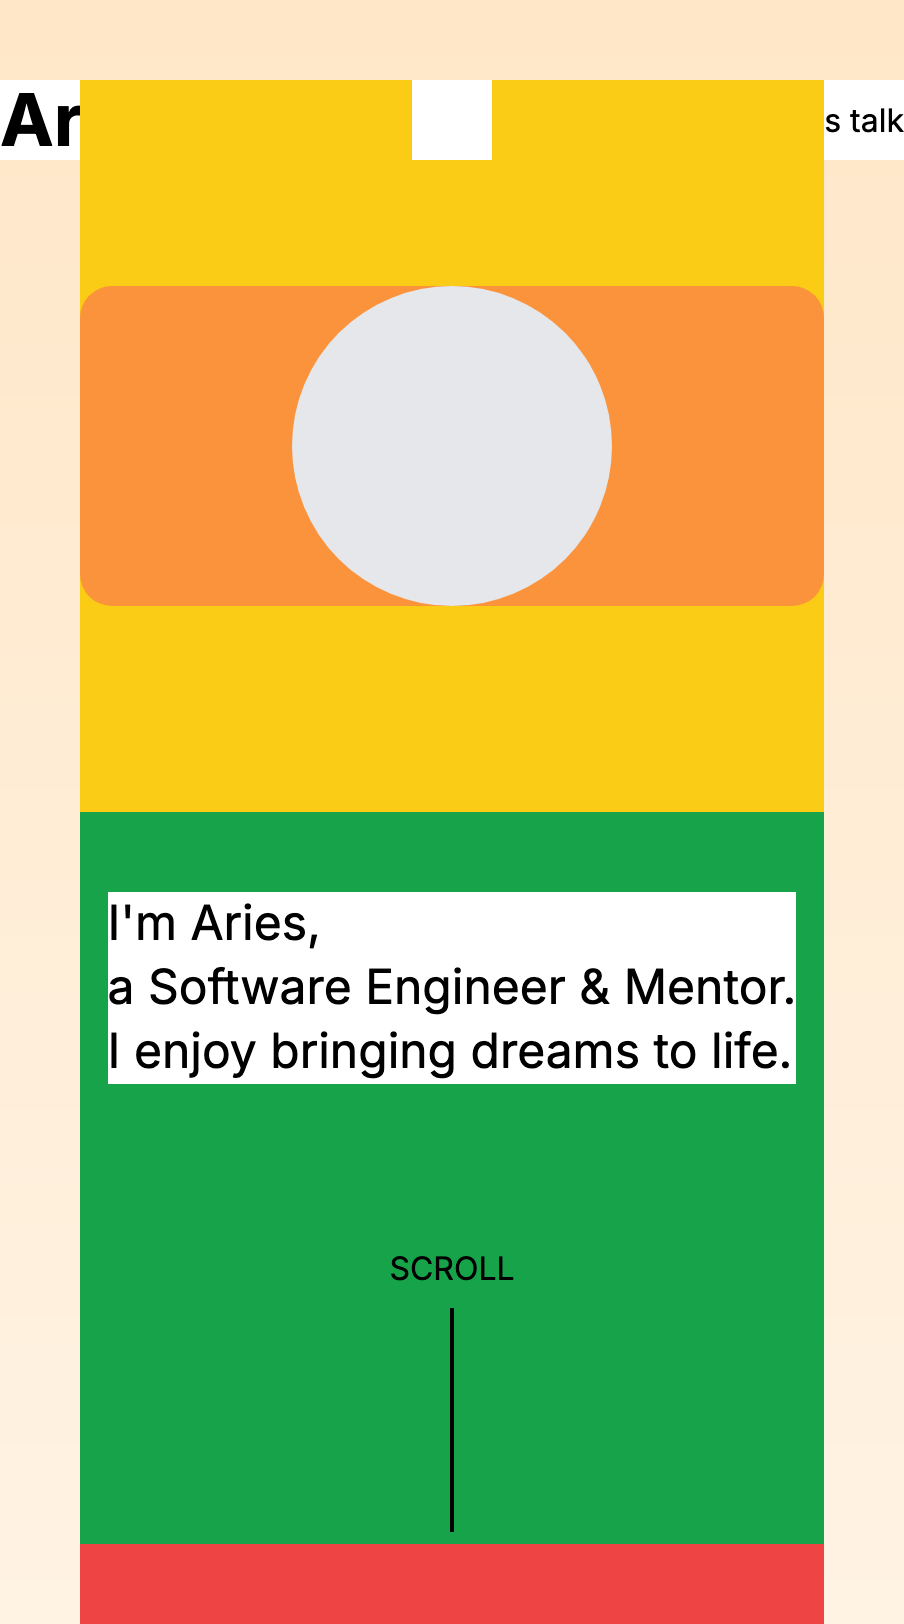 Ar
s talk
I'm Aries,
a Software Engineer & Mentor.
I enjoy bringing dreams to life.
SCROLL